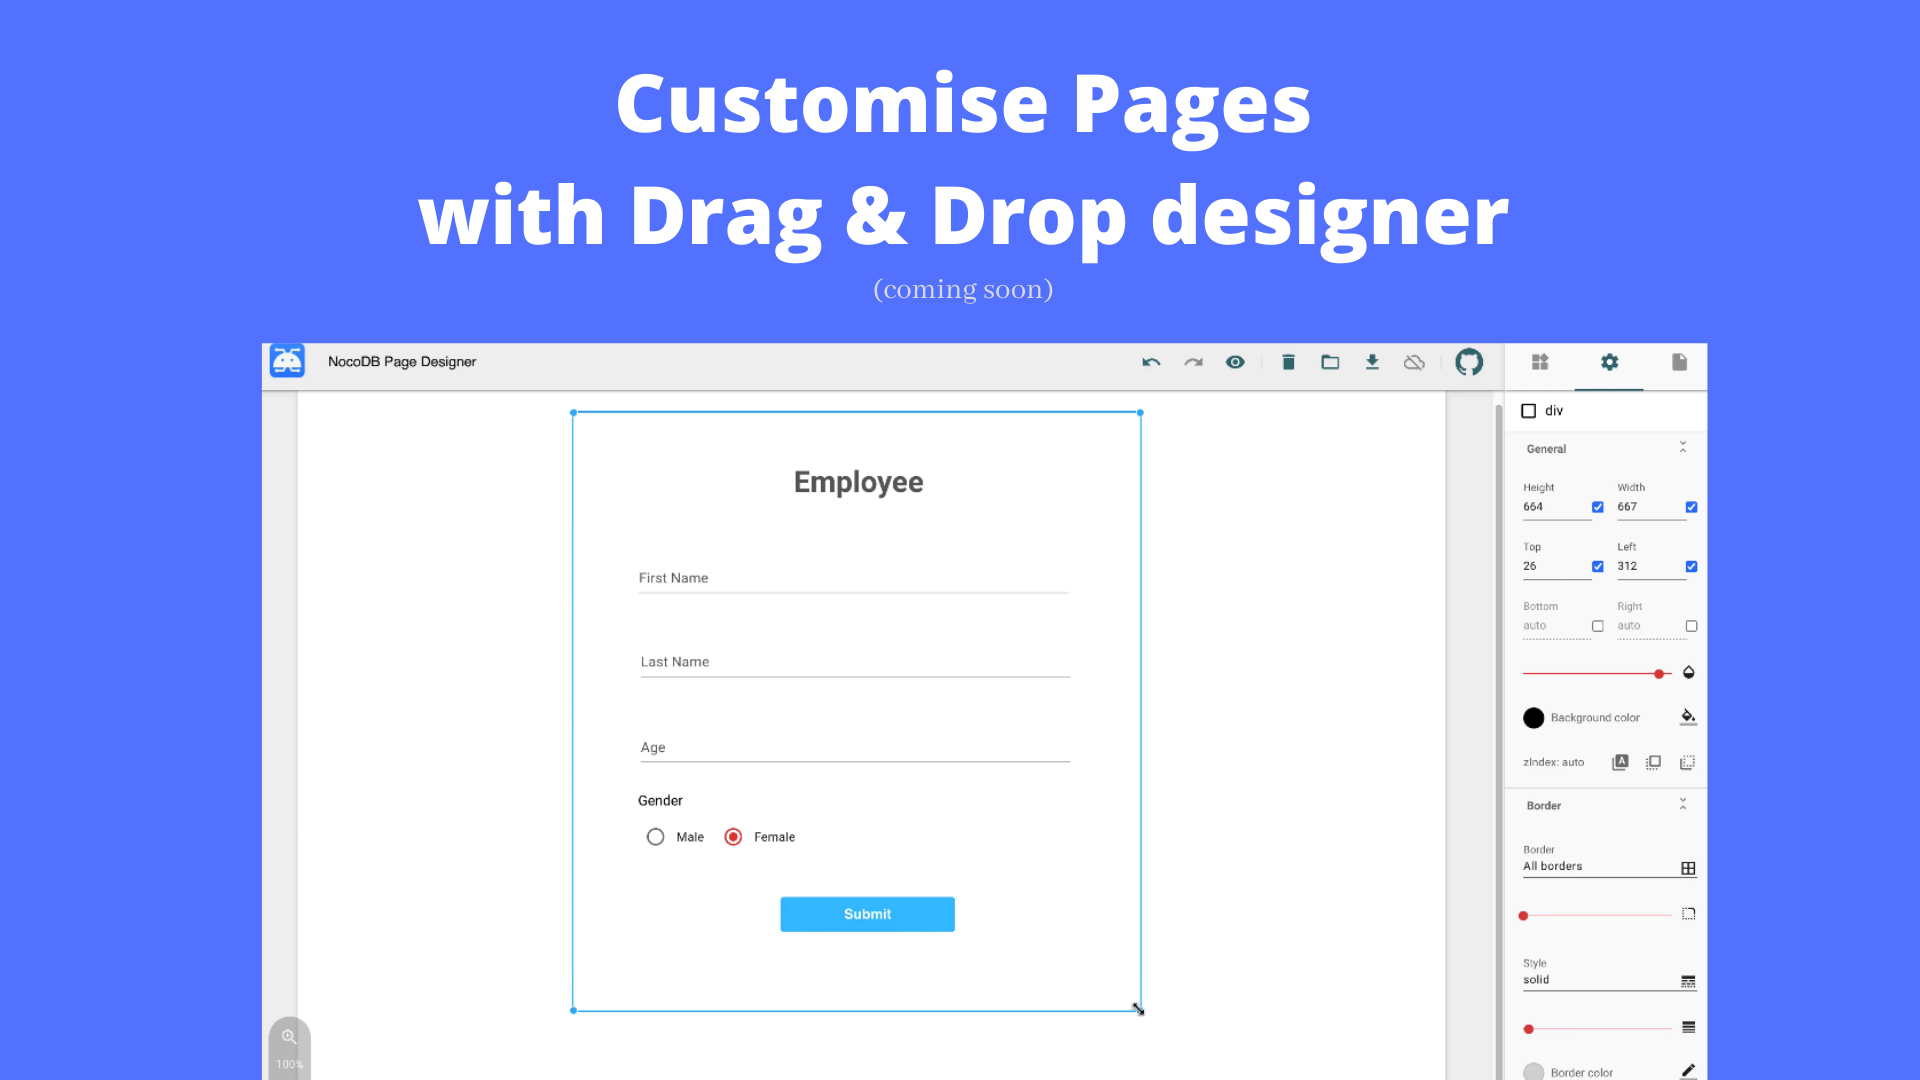 Customise Pages
with Drag & Drop designer
(coming soon)
NocoDB Page Designer
div
General
Height
Width
664
667
Top
Left
26
312
Bottom
Right
auto
auto
Background color
zIndex: auto
A
Border
Border
All borders
Style
solid
Border color
Employee
First Name
Last Name
Age
Gender
Male
Female
Submit
100%